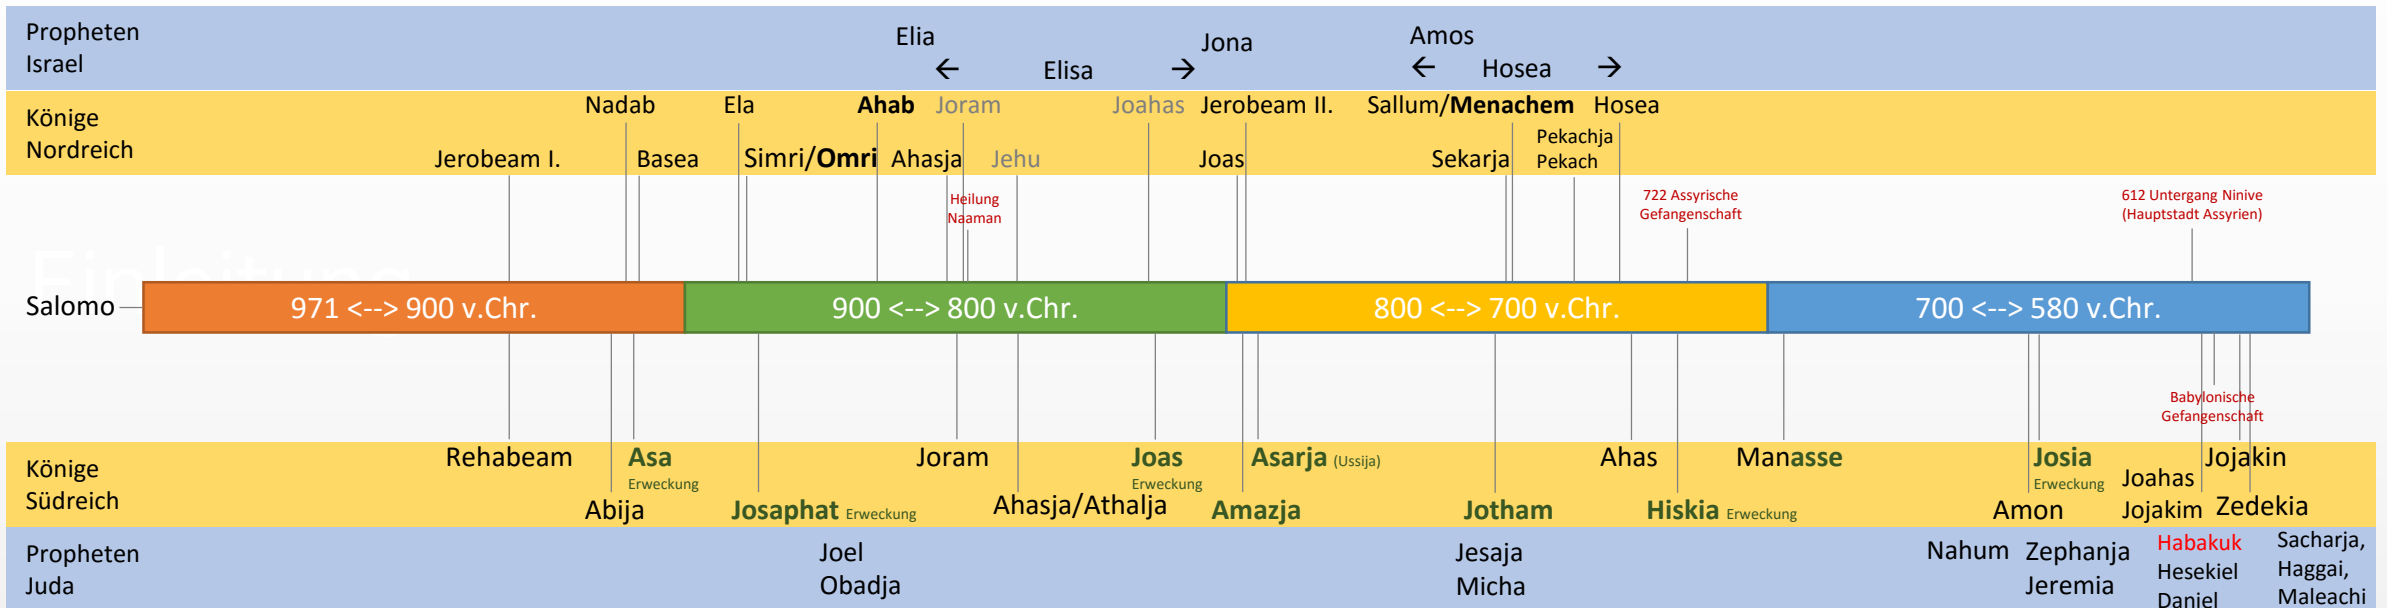 Propheten
Israel
Elia
Elisa
Jona
Amos
Hosea
← →
← →
Könige
Nordreich
Nadab
Ela
Ahab
Joram
Joahas
Jerobeam II.
Sallum/Menachem
Hosea
Pekachja
Pekach
Jerobeam I.
Basea
Simri/Omri
Ahasja
Jehu
Joas
Sekarja
Heilung
Naaman
722 Assyrische
Gefangenschaft
612 Untergang Ninive
(Hauptstadt Assyrien)
Einleitung
Salomo
971 <--> 900 v.Chr.
900 <--> 800 v.Chr.
800 <--> 700 v.Chr.
700 <--> 580 v.Chr.
Babylonische
Gefangenschaft
Könige
Südreich
Rehabeam
Asa
Erweckung
Joram
Joas
Erweckung
Asarja (Ussija)
Ahas
Manasse
Josia
Erweckung
Joahas
Jojakim
Jojakin
Abija
Josaphat Erweckung
Ahasja/Athalja
Amazja
Jotham
Hiskia Erweckung
Amon
Zedekia
Propheten
Juda
Joel
Obadja
Jesaja
Micha
Nahum
Zephanja
Jeremia
Habakuk
Hesekiel
Daniel
Sacharja,
Haggai,
Maleachi